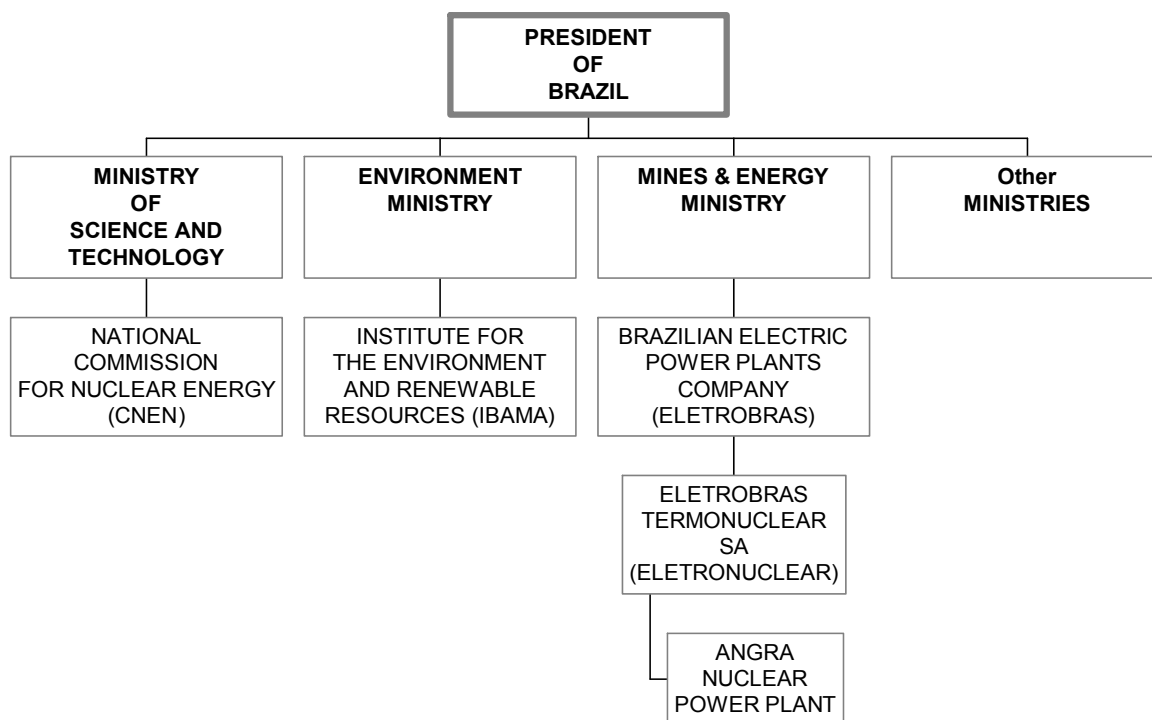 PRESIDENT
OF
BRAZIL
MINISTRY
OF
SCIENCE AND
TECHNOLOGY
ENVIRONMENT
MINISTRY
MINES & ENERGY
MINISTRY
Other
MINISTRIES
NATIONAL
COMMISSION
FOR NUCLEAR ENERGY
(CNEN)
INSTITUTE FOR
THE ENVIRONMENT
AND RENEWABLE
RESOURCES (IBAMA)
BRAZILIAN ELECTRIC
POWER PLANTS
COMPANY
(ELETROBRAS)
ELETROBRAS
TERMONUCLEAR
SA
(ELETRONUCLEAR)
ANGRA
NUCLEAR
POWER PLANT